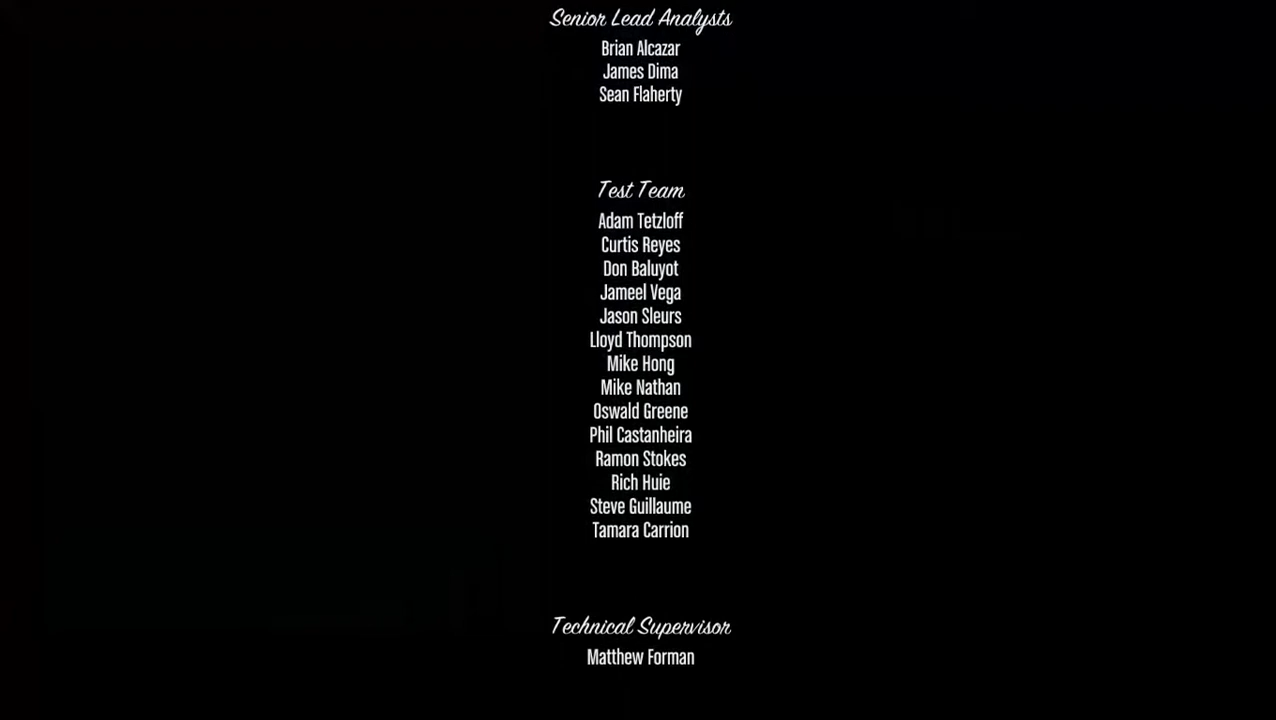 Senior Lead Analysts
Brian Alcazar
James Dima
Sean Flaherty
Test Team
Adam Tetzloff
Curtis Reyes
Don Baluyot
Jameel Vega
Jason Sleurs
Lloyd Thompson
Mike Hong
Mike Nathan
Oswald Greene
Phil Castanheira
Ramon Stokes
Rich Huie
Steve Guillaume
Tamara Carrion
Technical Supervisor
Matthew Forman